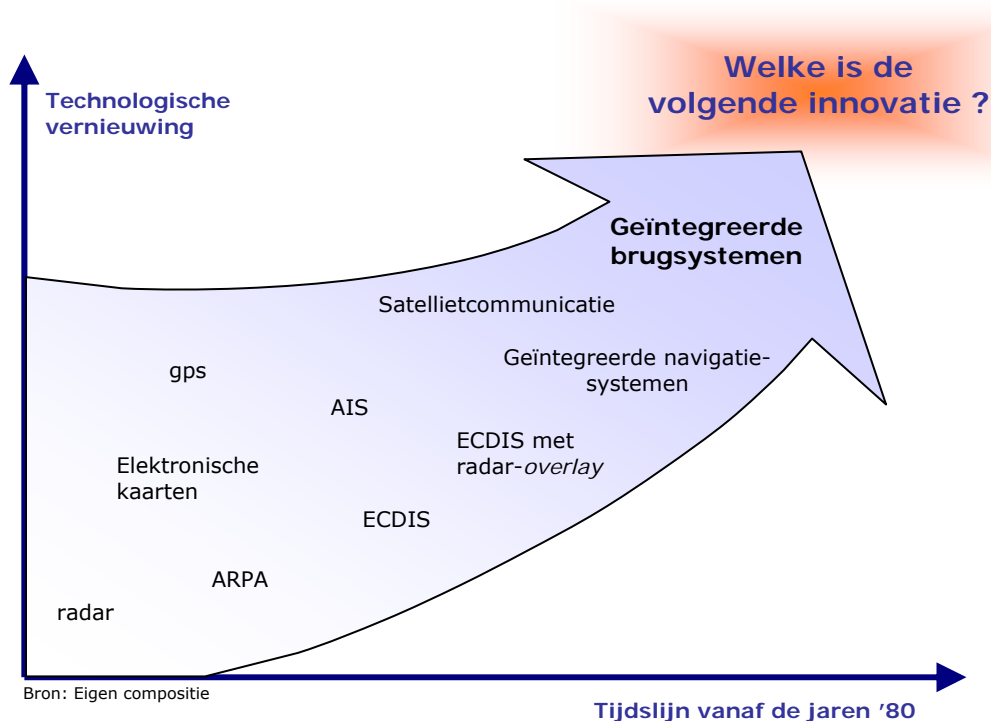 Welke is de
volgende innovatie ?
Technologische
vernieuwing
Geïntegreerde
brugsystemen
Satellietcommunicatie
Geïntegreerde navigatie-
systemen
gps
AIS
ECDIS met
radar-overlay
Elektronische
kaarten
ECDIS
ARPA
radar
Bron: Eigen compositie
Tijdslijn vanaf de jaren '80